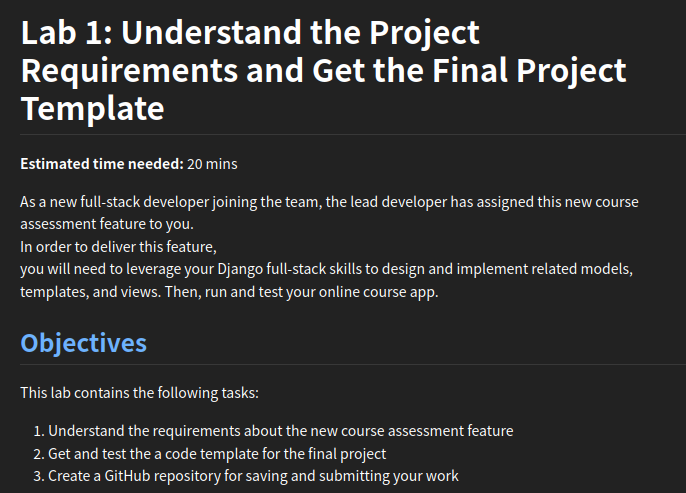 Lab 1: Understand the Project
Requirements and Get the Final Project
Template
Estimated time needed: 20 mins
As a new full-stack developer joining the team, the lead developer has assigned this new course
assessment feature to you.
In order to deliver this feature,
you will need to leverage your Django full-stack skills to design and implement related models,
templates, and views. Then, run and test your online course app.
Objectives
This lab contains the following tasks:
1. Understand the requirements about the new course assessment feature
2. Get and test the a code template for the final project
3. Create a GitHub repository for saving and submitting your work